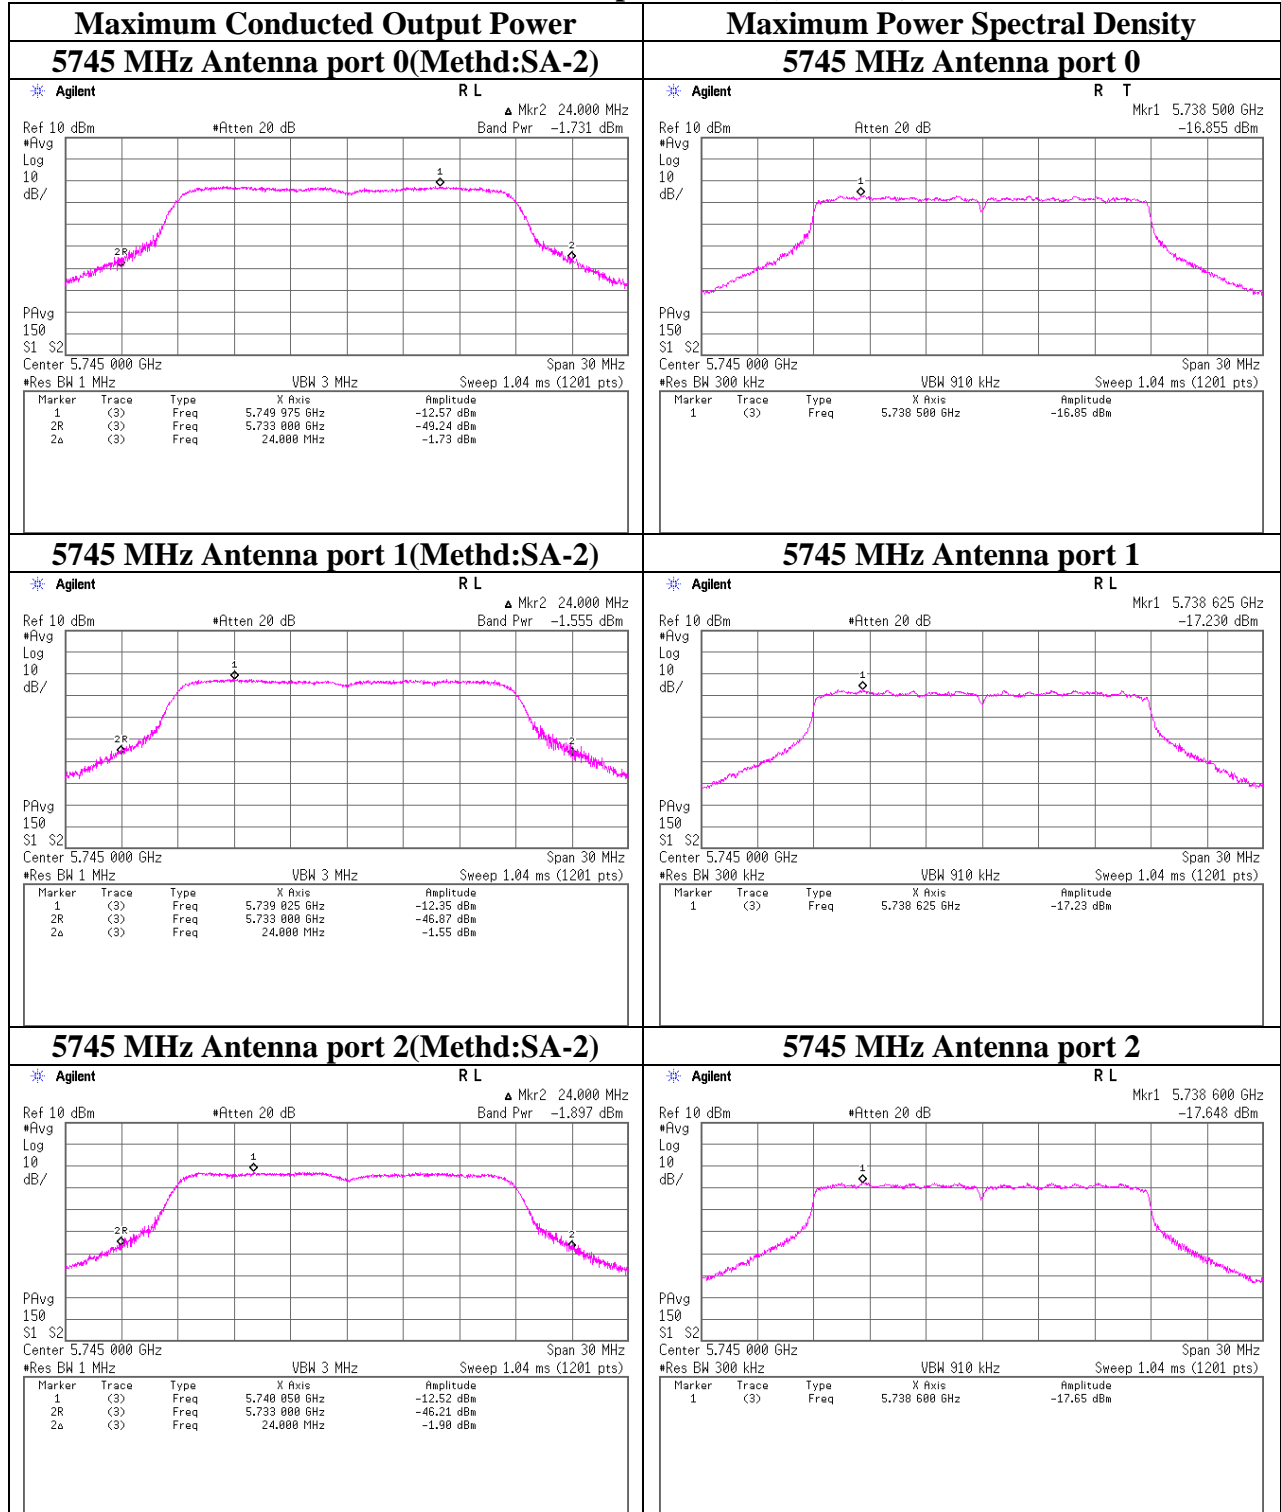 Maximum Conducted Output Power
Maximum Power Spectral Density
5745 MHz Antenna port 0(Methd:SA-2)
5745 MHz Antenna port 0
Agilent R L
Δ Mkr2 24.000 MHz
Ref 10 dBm #Atten 20 dB Band Pwr -1.731 dBm
#Avg
Log
10
dB/
1
2R
2
PAvg
150
S1 S2
Center 5.745 000 GHz Span 30 MHz
#Res BW 1 MHz VBW 3 MHz Sweep 1.04 ms (1201 pts)
Marker Trace Type X Axis Amplitude
1 (3) Freq 5.749 975 GHz -12.57 dBm
2R (3) Freq 5.733 000 GHz -49.24 dBm
2Δ (3) Freq 24.000 MHz -1.73 dBm
Agilent R T
Mkr1 5.738 500 GHz
Ref 10 dBm Atten 20 dB -16.855 dBm
#Avg
Log
10
dB/
1
PAvg
150
S1 S2
Center 5.745 000 GHz Span 30 MHz
#Res BW 300 kHz VBW 910 kHz Sweep 1.04 ms (1201 pts)
Marker Trace Type X Axis Amplitude
1 (3) Freq 5.738 500 GHz -16.85 dBm
5745 MHz Antenna port 1(Methd:SA-2)
5745 MHz Antenna port 1
Agilent R L
Δ Mkr2 24.000 MHz
Ref 10 dBm #Atten 20 dB Band Pwr -1.555 dBm
#Avg
Log
10
dB/
1
2R
2
PAvg
150
S1 S2
Center 5.745 000 GHz Span 30 MHz
#Res BW 1 MHz VBW 3 MHz Sweep 1.04 ms (1201 pts)
Marker Trace Type X Axis Amplitude
1 (3) Freq 5.739 025 GHz -12.35 dBm
2R (3) Freq 5.733 000 GHz -46.87 dBm
2Δ (3) Freq 24.000 MHz -1.55 dBm
Agilent R L
Mkr1 5.738 625 GHz
Ref 10 dBm #Atten 20 dB -17.230 dBm
#Avg
Log
10
dB/
1
PAvg
150
S1 S2
Center 5.745 000 GHz Span 30 MHz
#Res BW 300 kHz VBW 910 kHz Sweep 1.04 ms (1201 pts)
Marker Trace Type X Axis Amplitude
1 (3) Freq 5.738 625 GHz -17.23 dBm
5745 MHz Antenna port 2(Methd:SA-2)
5745 MHz Antenna port 2
Agilent R L
Δ Mkr2 24.000 MHz
Ref 10 dBm #Atten 20 dB Band Pwr -1.897 dBm
#Avg
Log
10
dB/
1
2R
2
PAvg
150
S1 S2
Center 5.745 000 GHz Span 30 MHz
#Res BW 1 MHz VBW 3 MHz Sweep 1.04 ms (1201 pts)
Marker Trace Type X Axis Amplitude
1 (3) Freq 5.740 050 GHz -12.52 dBm
2R (3) Freq 5.733 000 GHz -46.21 dBm
2Δ (3) Freq 24.000 MHz -1.90 dBm
Agilent R L
Mkr1 5.738 600 GHz
Ref 10 dBm #Atten 20 dB -17.648 dBm
#Avg
Log
10
dB/
1
PAvg
150
S1 S2
Center 5.745 000 GHz Span 30 MHz
#Res BW 300 kHz VBW 910 kHz Sweep 1.04 ms (1201 pts)
Marker Trace Type X Axis Amplitude
1 (3) Freq 5.738 600 GHz -17.65 dBm